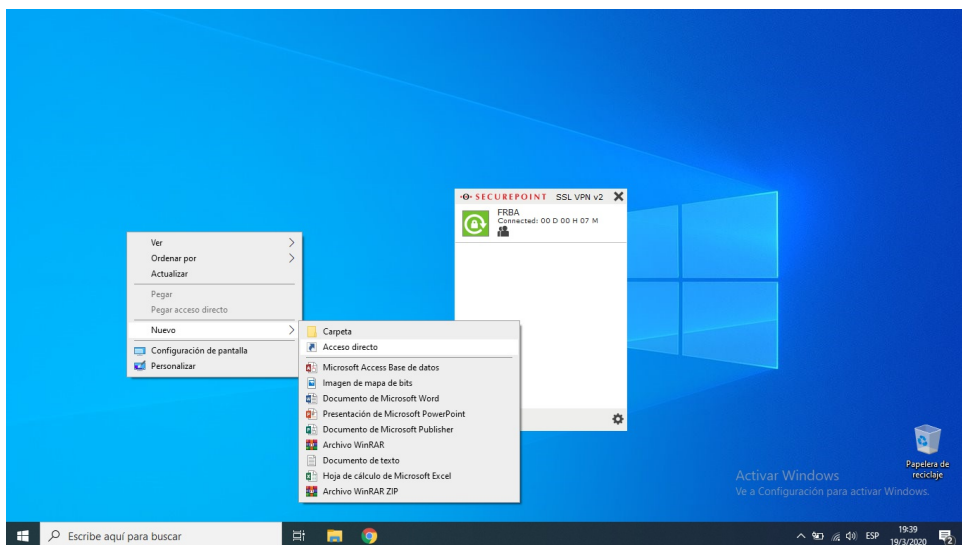 SECUREPOINT SSL VPN v2
FRBA
Connected: 00 D 00 H 07 M
Ver
Ordenar por
Actualizar
Pegar
Pegar acceso directo
Nuevo
Configuración de pantalla
Personalizar
Carpeta
Acceso directo
Microsoft Access Base de datos
Imagen de mapa de bits
Documento de Microsoft Word
Presentación de Microsoft PowerPoint
Documento de Microsoft Publisher
Archivo WinRAR
Documento de texto
Hoja de cálculo de Microsoft Excel
Archivo WinRAR ZIP
Papelera de
reciclaje
Activar Windows
Ve a Configuración para activar Windows.
Escribe aquí para buscar
ESP
19:39
19/3/2020
2